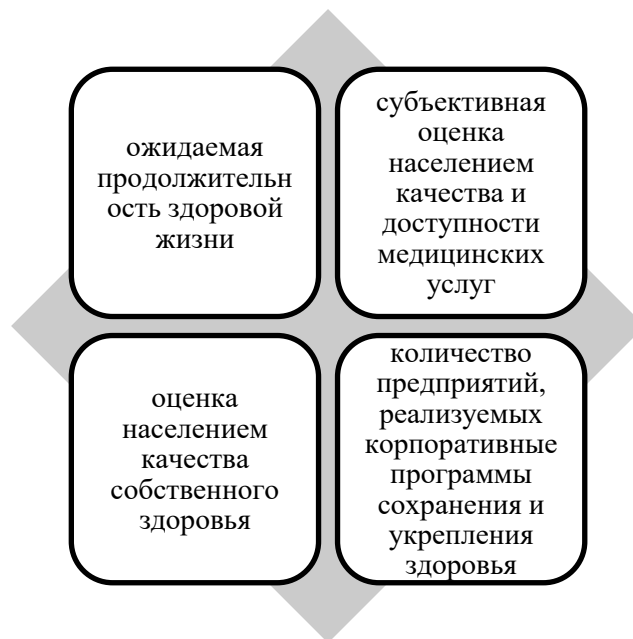 ожидаемая
продолжительн
ость здоровой
жизни
субъективная
оценка
населением
качества и
доступности
медицинских
услуг
оценка
населением
качества
собственного
здоровья
количество
предприятий,
реализуемых
корпоративные
программы
сохранения и
укрепления
здоровья